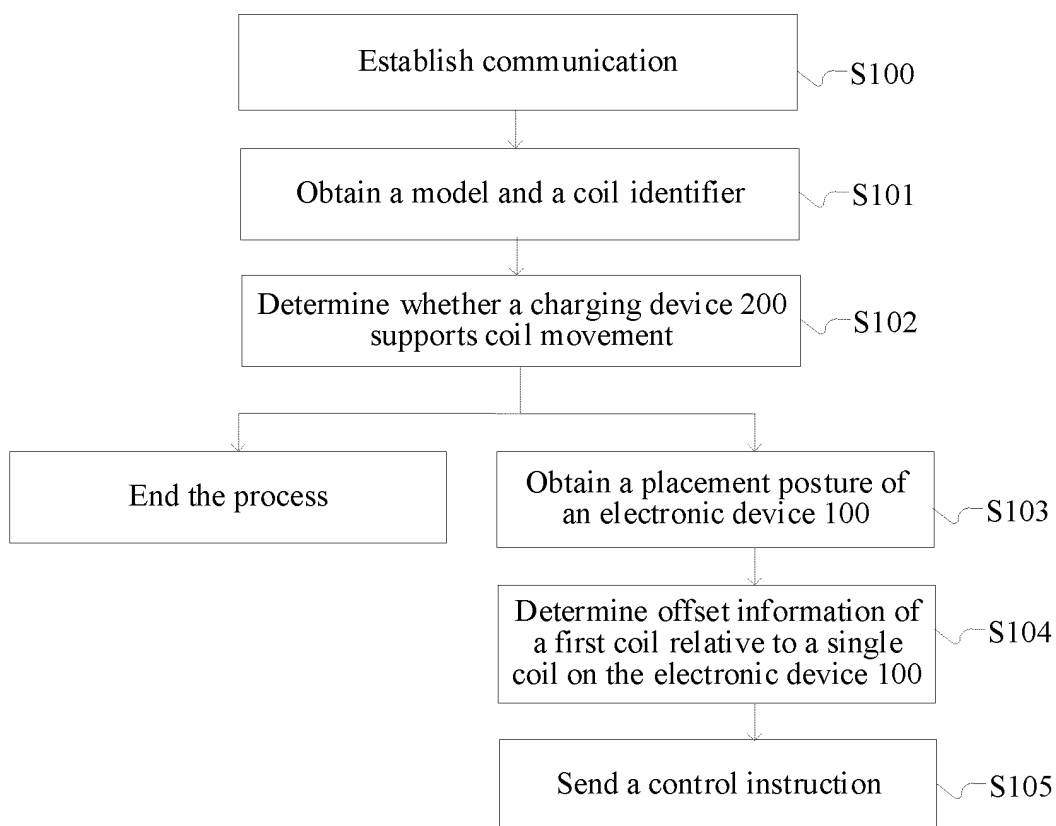 Establish communication
S100
Obtain a model and a coil identifier
S101
Determine whether a charging device 200
supports coil movement
S102
End the process
Obtain a placement posture of
an electronic device 100
S103
Determine offset information of
a first coil relative to a single
coil on the electronic device 100
S104
Send a control instruction
S105